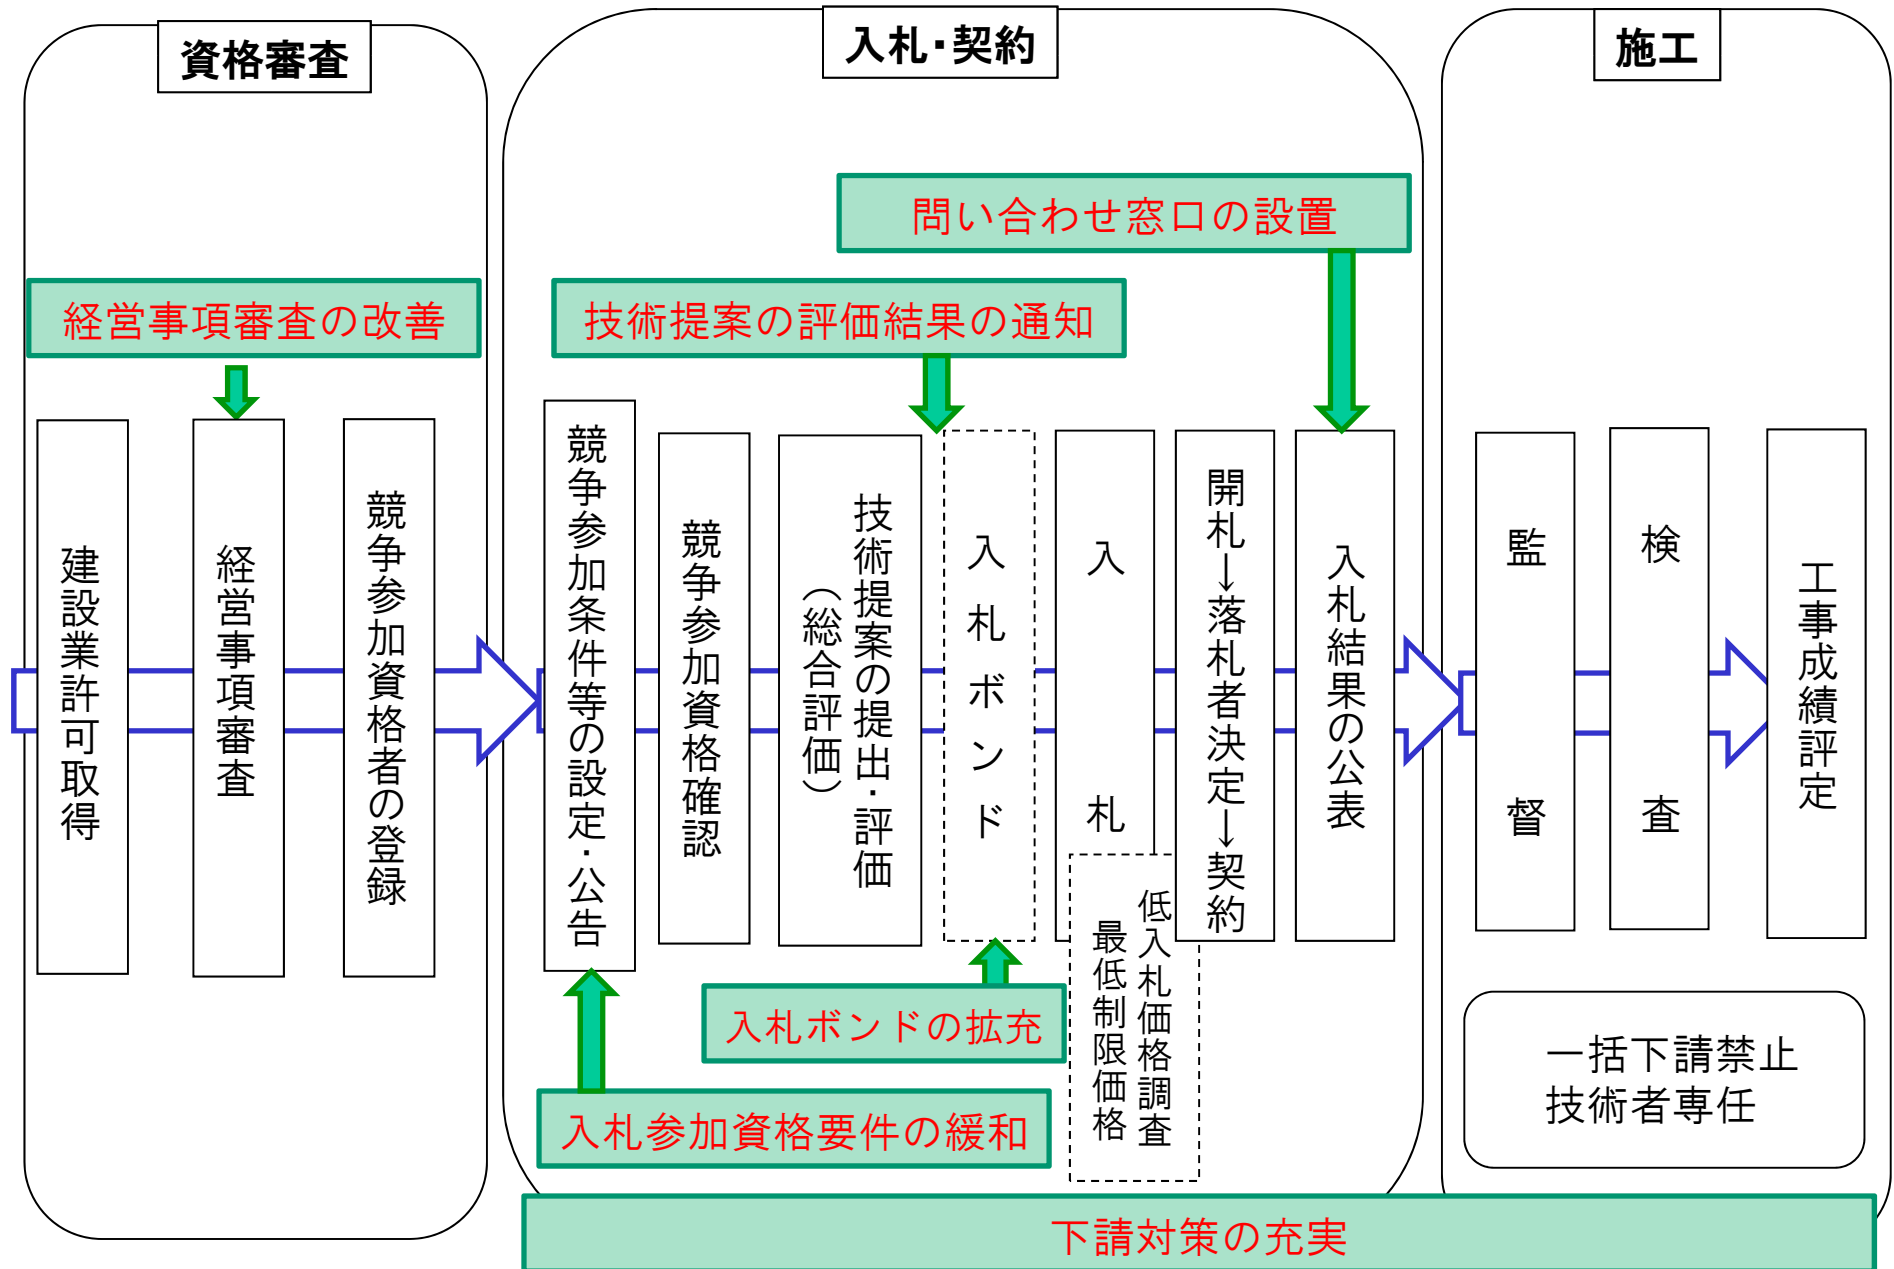 資格審査
経営事項審査の改善
建設業許可取得
経営事項審査
競争参加資格者の登録
入札・契約
問い合わせ窓口の設置
技術提案の評価結果の通知
競争参加条件等の設定・公告
競争参加資格確認
技術提案の提出・評価
（総合評価）
入札ボンド
入札
低入札価格調査
最低制限価格
開札→落札者決定→契約
入札結果の公表
入札ボンドの拡充
入札参加資格要件の緩和
施工
監督
検査
工事成績評定
一括下請禁止
技術者専任
下請対策の充実